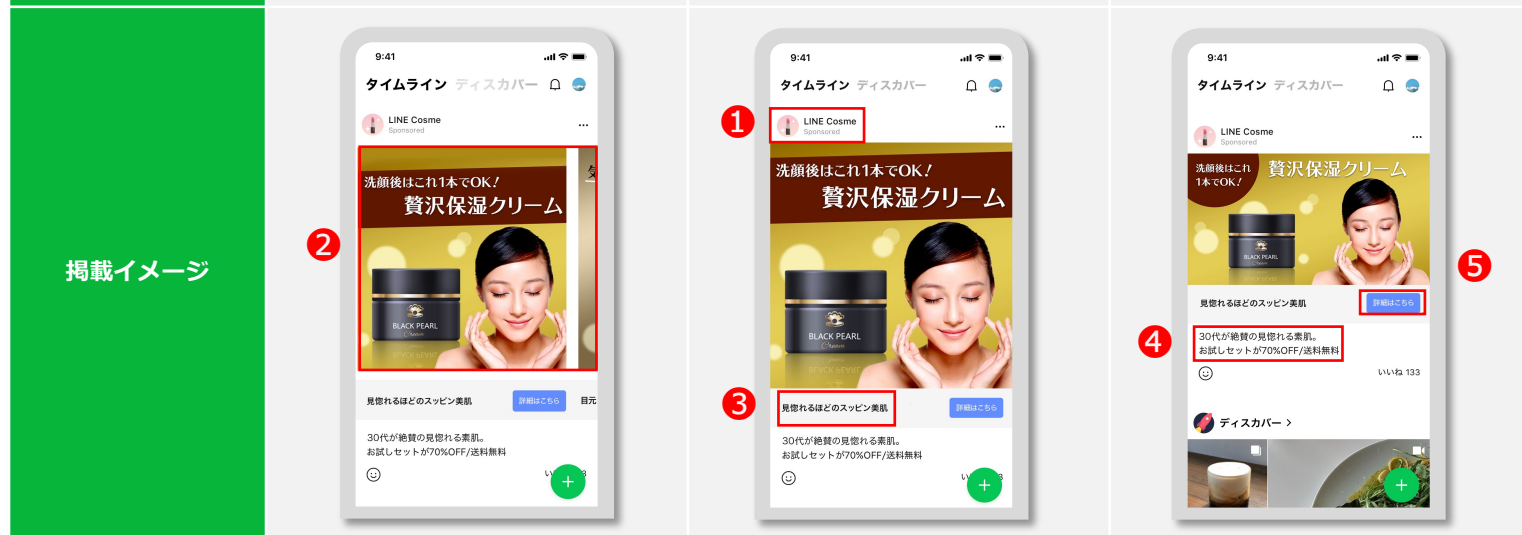 掲載イメージ
9:41
タイムライン ディスカバー
LINE Cosme
Sponsored
洗顔後はこれ1本でOK!
贅沢保湿クリーム
BLACK PEARL
Cream
2
見惚れるほどのスッピン美肌
詳細はこちら
目元
30代が絶賛の見惚れる素肌。
お試しセットが70%OFF/送料無料
+
9:41
タイムライン ディスカバー
1
LINE Cosme
Sponsored
洗顔後はこれ1本でOK!
贅沢保湿クリーム
BLACK PEARL
Cream
3
見惚れるほどのスッピン美肌
詳細はこちら
30代が絶賛の見惚れる素肌。
お試しセットが70%OFF/送料無料
+
9:41
タイムライン ディスカバー
LINE Cosme
Sponsored
洗顔後はこれ
1本でOK!
贅沢保湿クリーム
BLACK PEARL
5
見惚れるほどのスッピン美肌
詳細はこちら
4
30代が絶賛の見惚れる素肌。
お試しセットが70%OFF/送料無料
いいね 133
ディスカバー >
+